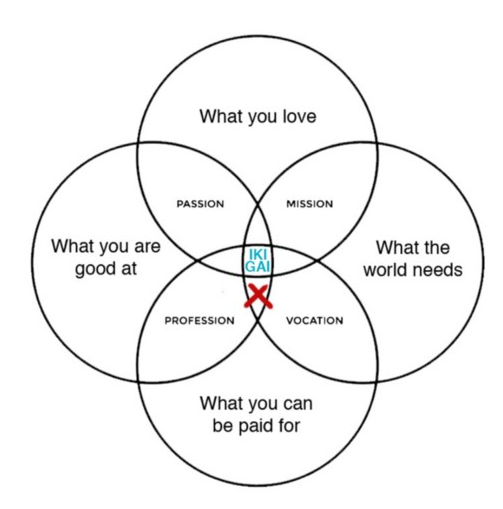 What you love
PASSION
MISSION
What you are
good at
IKI
GAI
What the
world needs
PROFESSION
VOCATION
What you can
be paid for